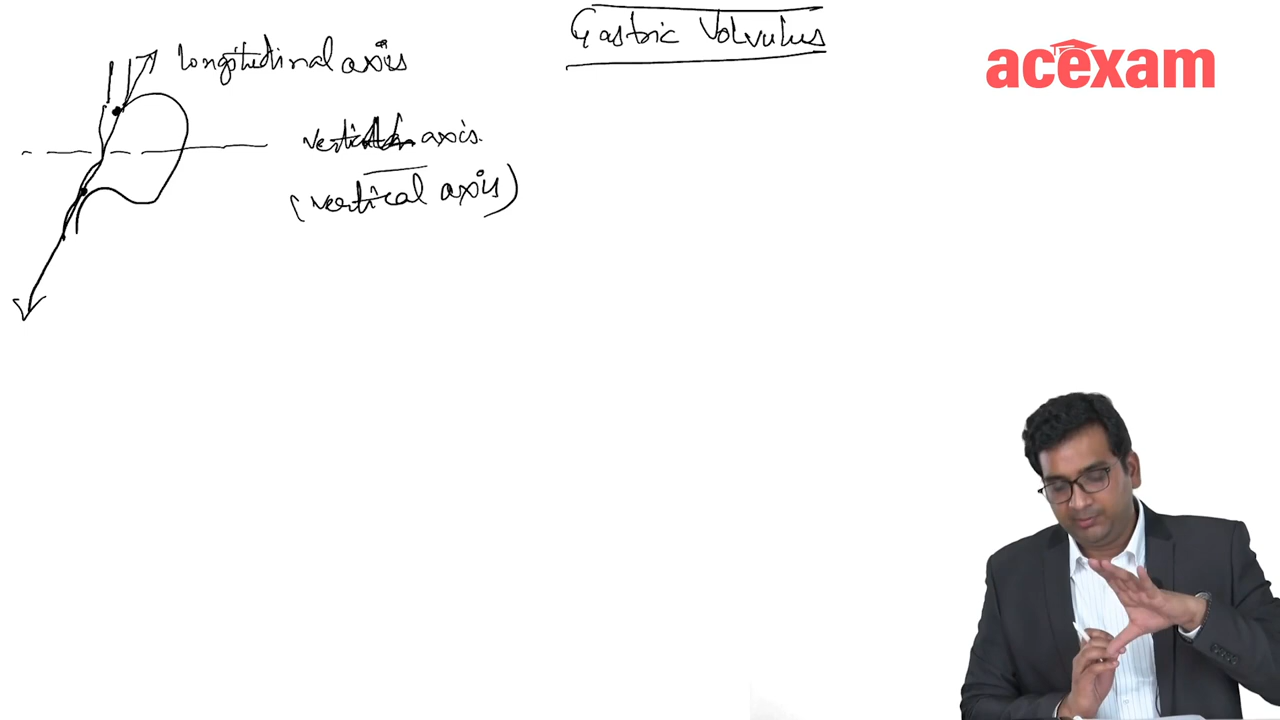 Gastric Volvulus
acexam
longitudinal axis
axis.
(vertical axis)